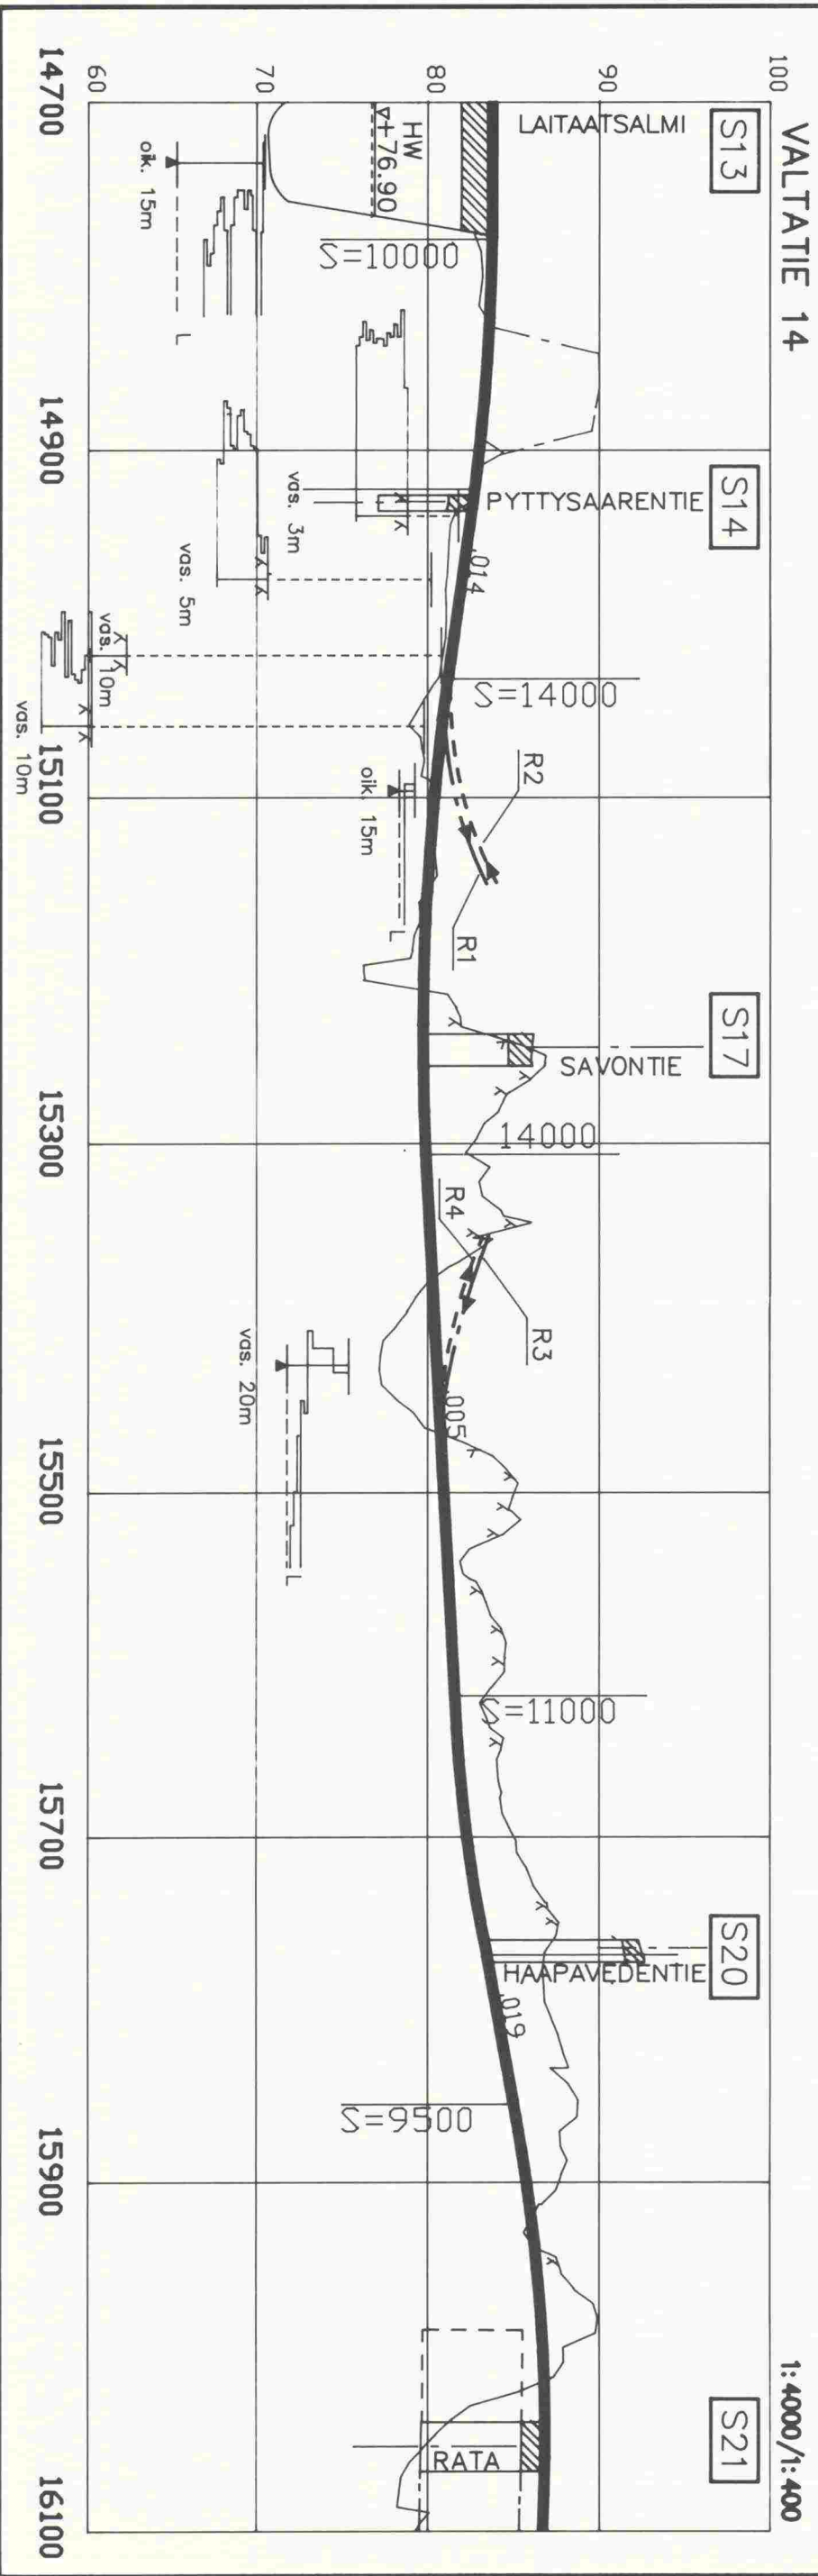 VALTATIE 14
1:4000/1:400
S13
S14
S17
S20
S21
100
90
80
70
60
LAITAATSALMI
PYTTYSAARENTIE
SAVONTIE
HAAPAVEDENTIE
RATA
HW
+76.90
S=10000
.014
S=14000
R2
R1
14000
R4
R3
.005
S=11000
.019
S=9500
oik. 15m
L
vas. 3m
vas. 5m
vas. 10m
vas. 10m
oik. 15m
L
vas. 20m
L
14700
14900
15100
15300
15500
15700
15900
16100